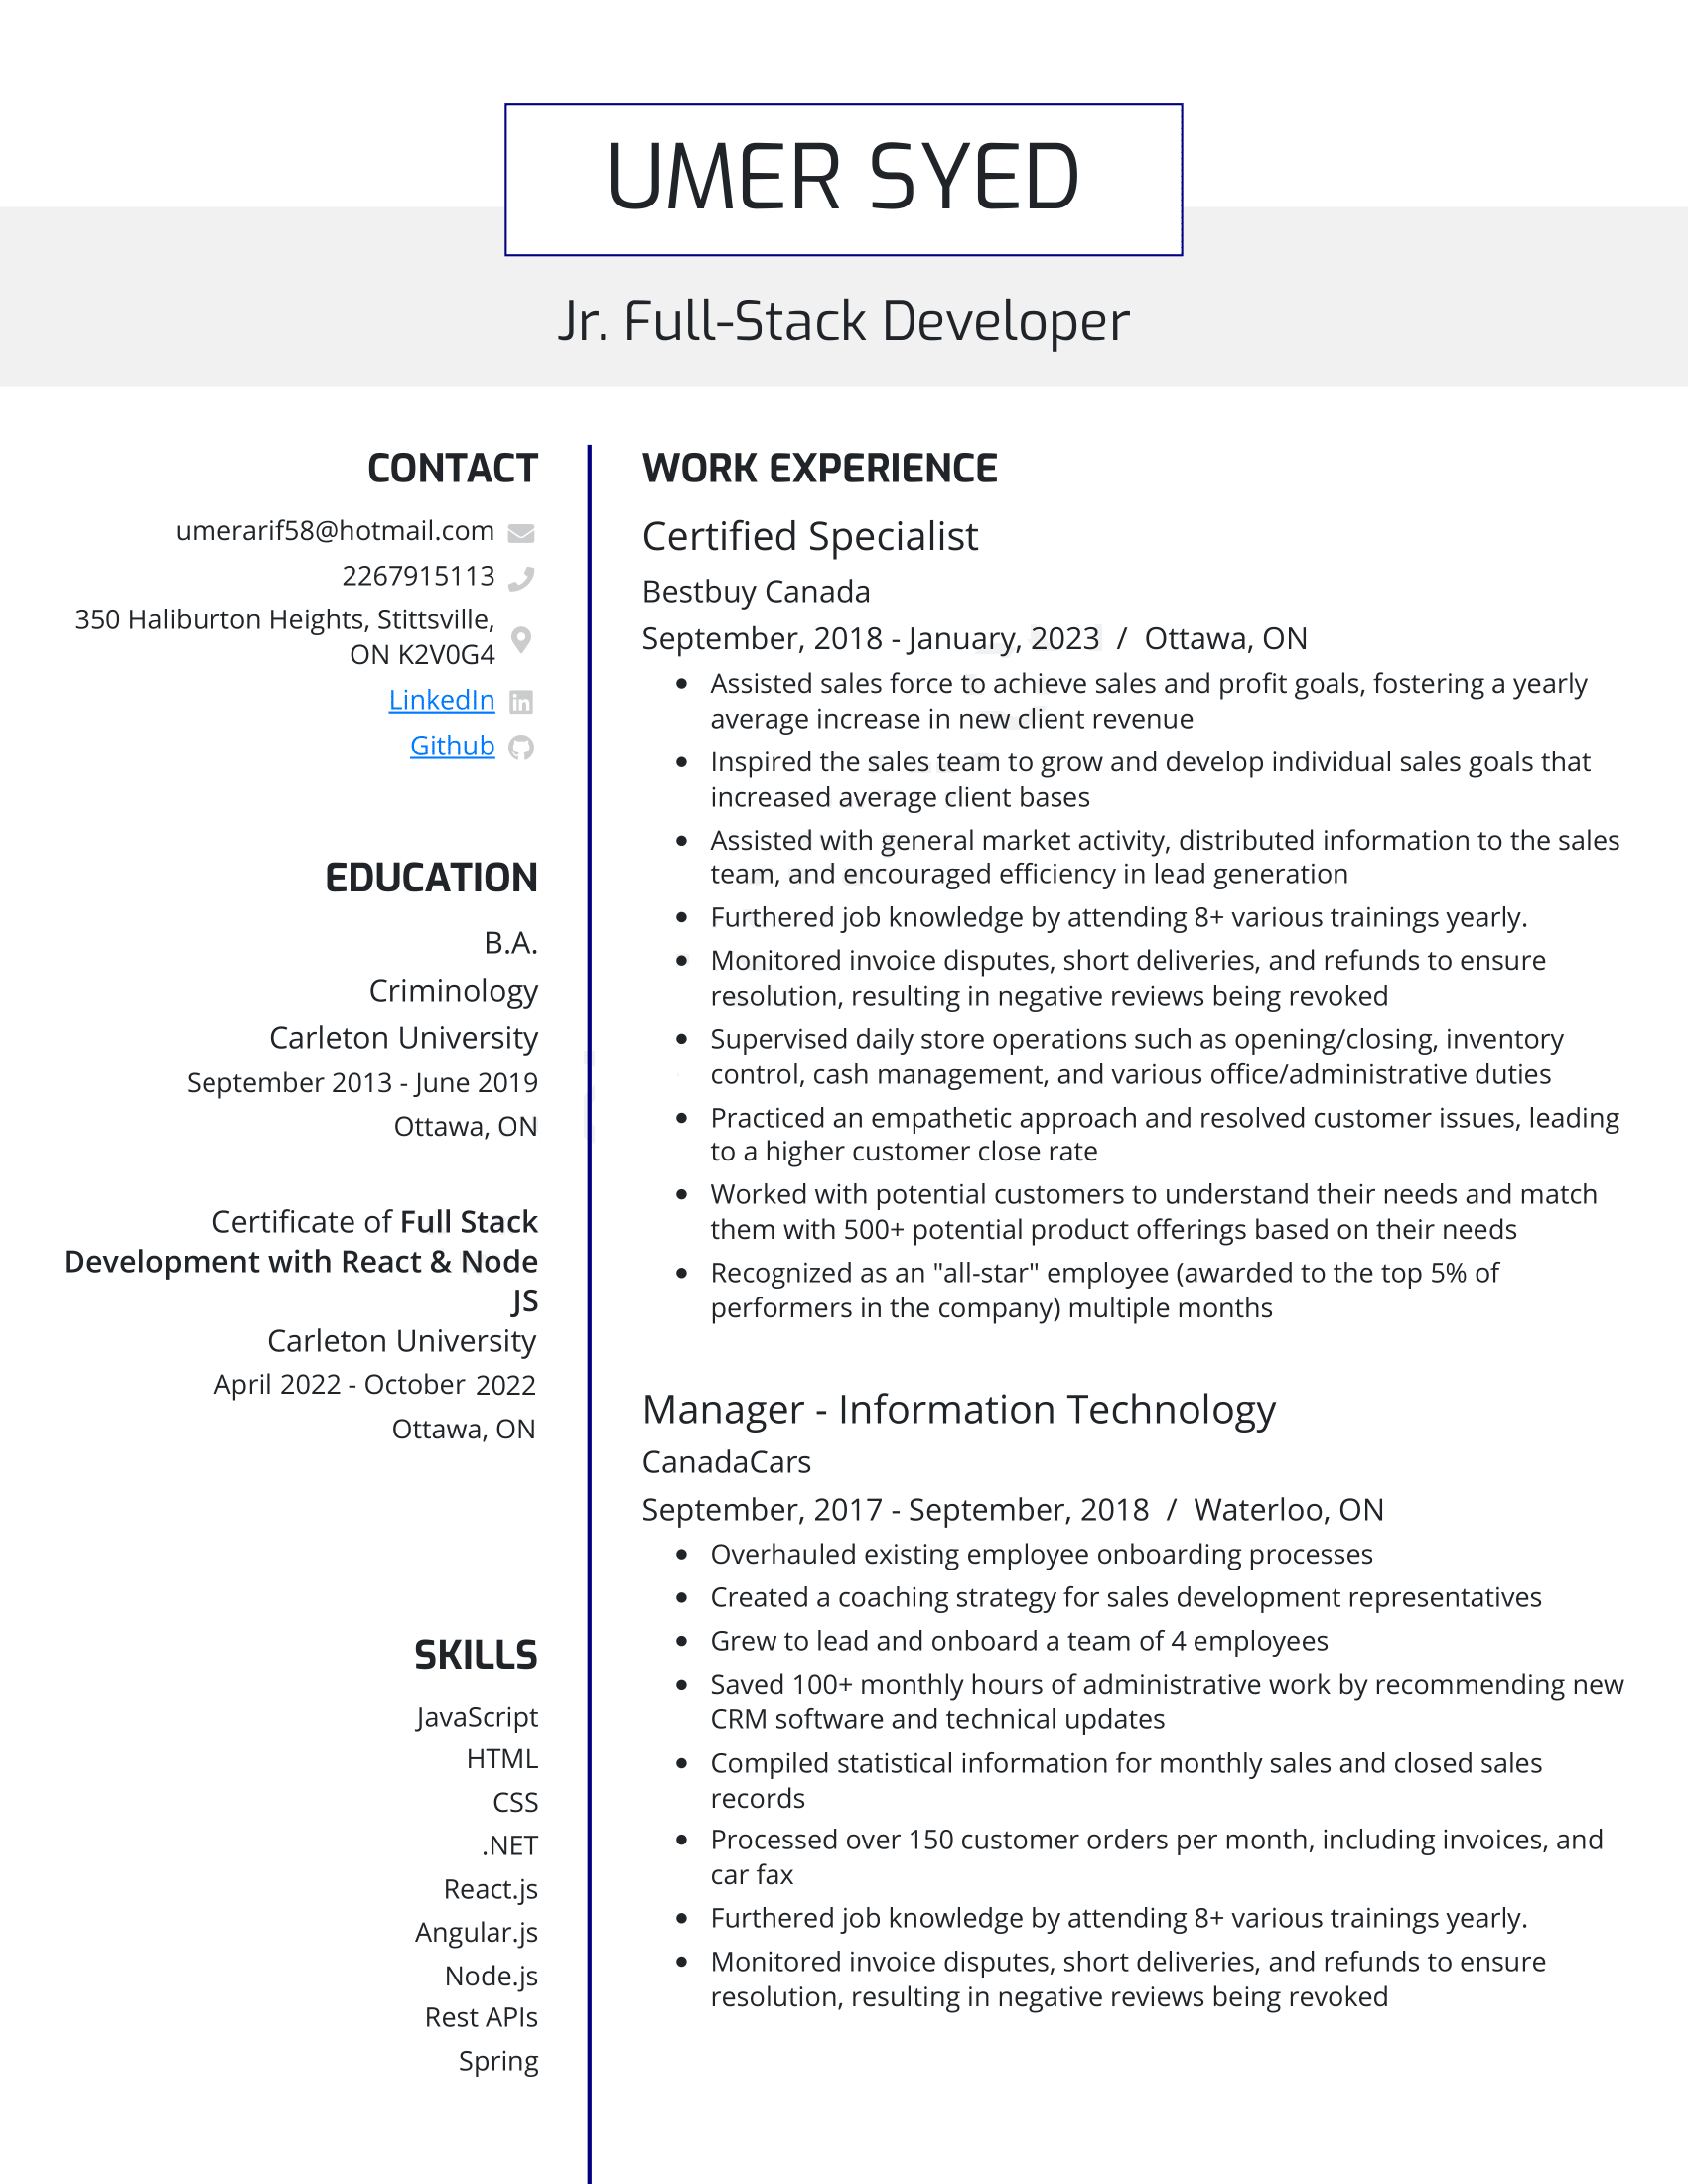 UMER SYED
Jr. Full-Stack Developer
CONTACT
umerarif58@hotmail.com
2267915113
350 Haliburton Heights, Stittsville,
ON K2V0G4
LinkedIn
Github
EDUCATION
B.A.
Criminology
Carleton University
September 2013 - June 2019
Ottawa, ON
Certificate of Full Stack
Development with React & Node
JS
Carleton University
April 2022 - October 2022
Ottawa, ON
SKILLS
JavaScript
HTML
CSS
.NET
React.js
Angular.js
Node.js
Rest APIs
Spring
WORK EXPERIENCE
Certified Specialist
Bestbuy Canada
September, 2018 - January, 2023 / Ottawa, ON
• Assisted sales force to achieve sales and profit goals, fostering a yearly
average increase in new client revenue
• Inspired the sales team to grow and develop individual sales goals that
increased average client bases
• Assisted with general market activity, distributed information to the sales
team, and encouraged efficiency in lead generation
• Furthered job knowledge by attending 8+ various trainings yearly.
• Monitored invoice disputes, short deliveries, and refunds to ensure
resolution, resulting in negative reviews being revoked
• Supervised daily store operations such as opening/closing, inventory
control, cash management, and various office/administrative duties
• Practiced an empathetic approach and resolved customer issues, leading
to a higher customer close rate
• Worked with potential customers to understand their needs and match
them with 500+ potential product offerings based on their needs
• Recognized as an "all-star" employee (awarded to the top 5% of
performers in the company) multiple months
Manager - Information Technology
CanadaCars
September, 2017 - September, 2018 / Waterloo, ON
• Overhauled existing employee onboarding processes
• Created a coaching strategy for sales development representatives
• Grew to lead and onboard a team of 4 employees
• Saved 100+ monthly hours of administrative work by recommending new
CRM software and technical updates
• Compiled statistical information for monthly sales and closed sales
records
• Processed over 150 customer orders per month, including invoices, and
car fax
• Furthered job knowledge by attending 8+ various trainings yearly.
• Monitored invoice disputes, short deliveries, and refunds to ensure
resolution, resulting in negative reviews being revoked